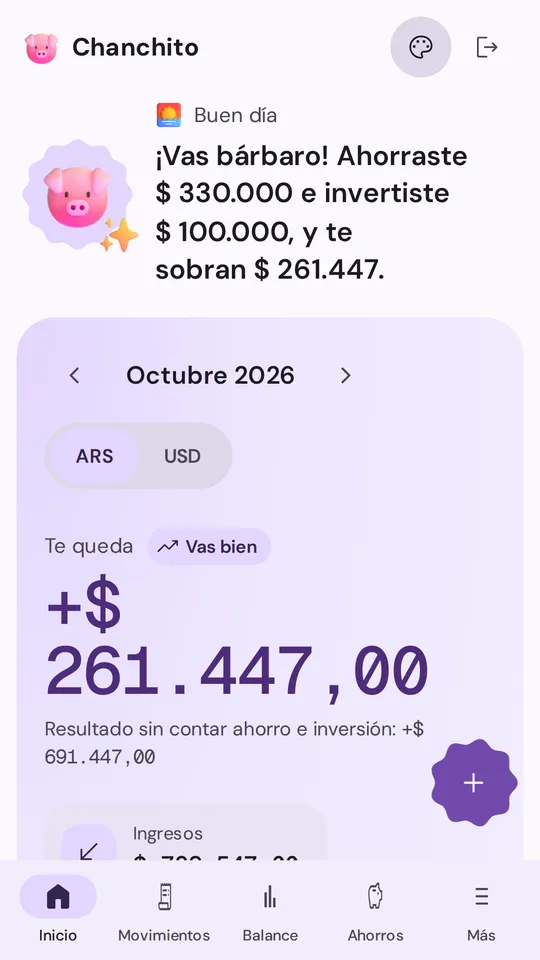 Chanchito
Buen día
¡Vas bárbaro! Ahorraste
$ 330.000 e invertiste
$ 100.000, y te
sobran $ 261.447.
Octubre 2026
ARS USD
Te queda Vas bien
+$
261.447,00
Resultado sin contar ahorro e inversión: +$
691.447,00
Ingresos
Inicio Movimientos Balance Ahorros Más